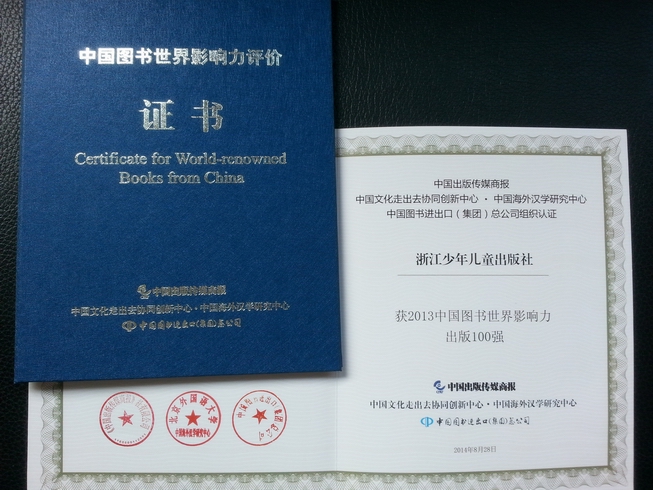 中国图书世界影响力评价
证书
Certificate for World-renowned
Books from China
中国出版传媒商报
中国文化走出去协同创新中心·中国海外汉学研究中心
中国图书进出口(集团)总公司
中国出版传媒商报
中国文化走出去协同创新中心·中国海外汉学研究中心
中国图书进出口（集团）总公司组织认证
浙江少年儿童出版社
获2013中国图书世界影响力
出版100强
中国出版传媒商报
中国文化走出去协同创新中心·中国海外汉学研究中心
中国图书进出口(集团)总公司
2014年8月28日
北京外国语大学
中国海外汉学研究中心